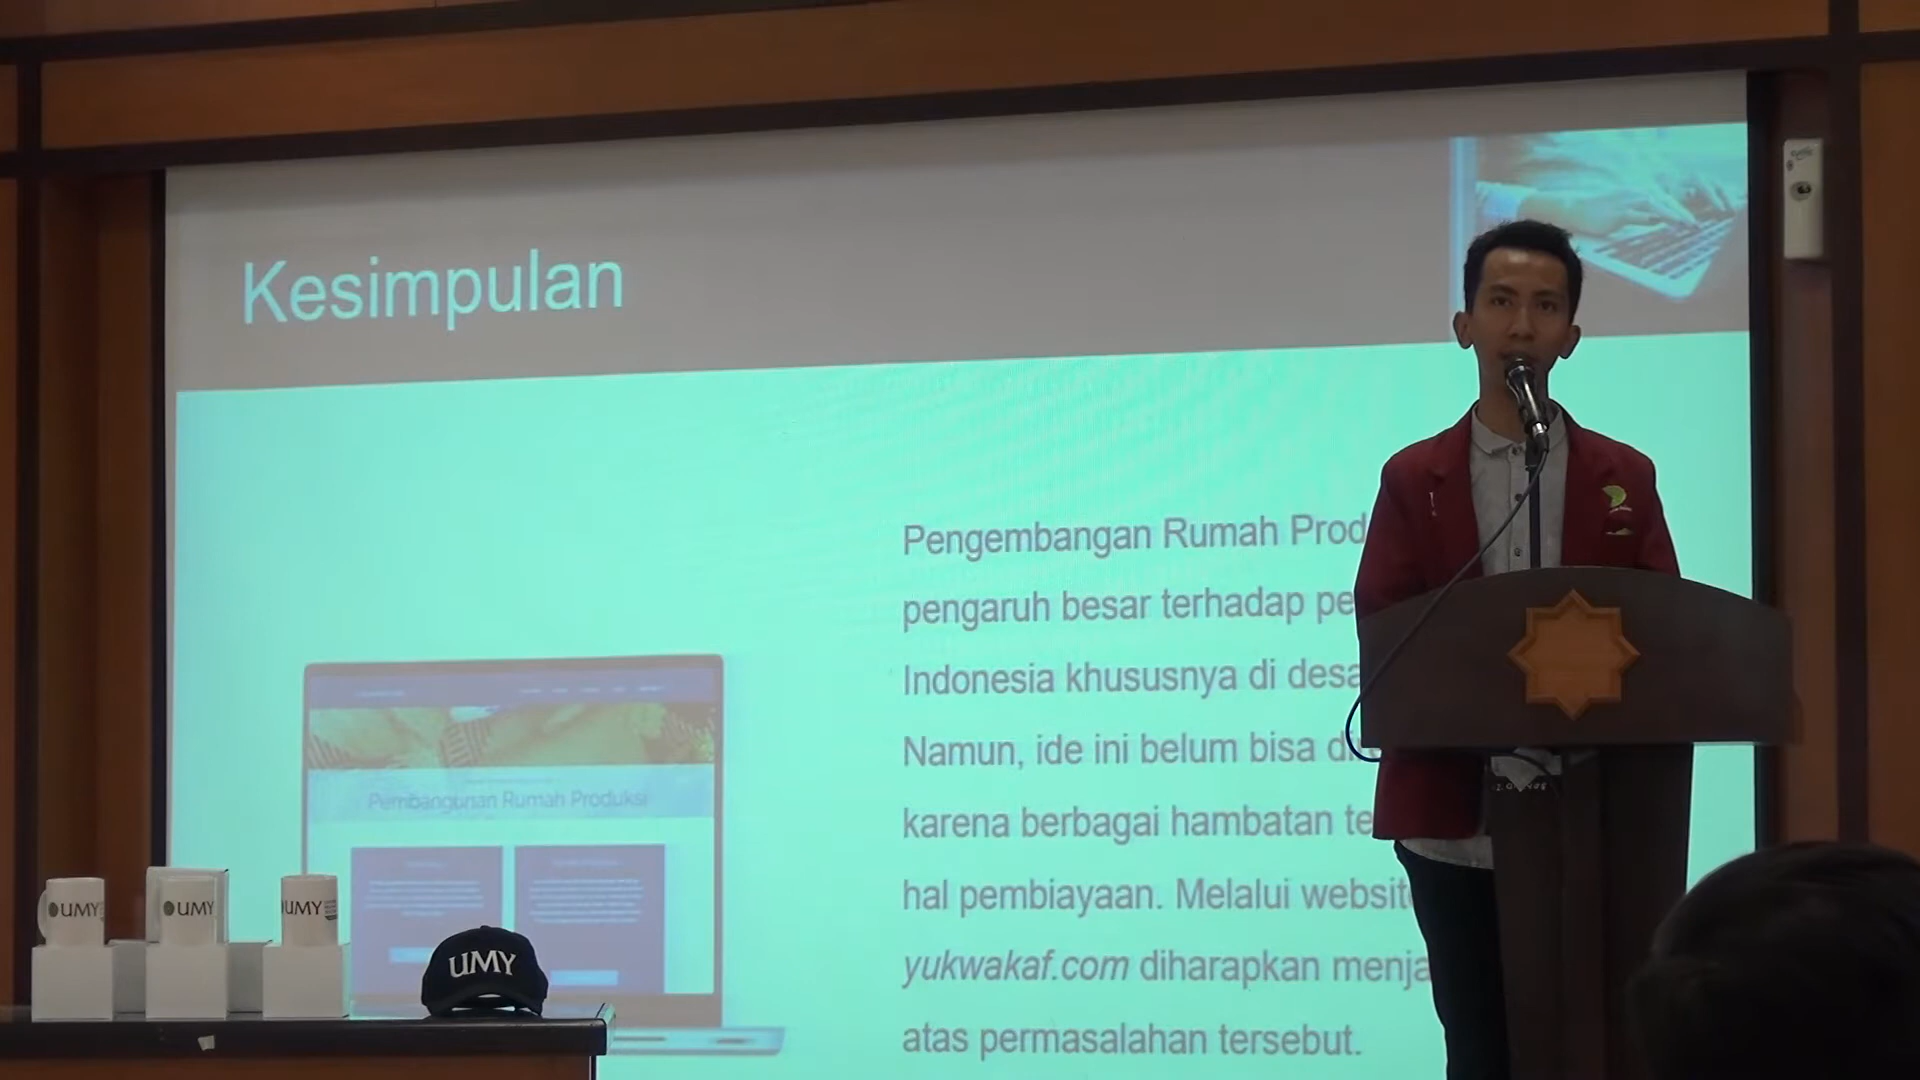 Kesimpulan
Pengembangan Rumah Prod
pengaruh besar terhadap pe
Indonesia khususnya di desa
Namun, ide ini belum bisa di
karena berbagai hambatan te
hal pembiayaan. Melalui websit
yukwakaf.com diharapkan menja
atas permasalahan tersebut.
Pembangunan Rumah Produksi
UMY
UMY
UMY
UMY